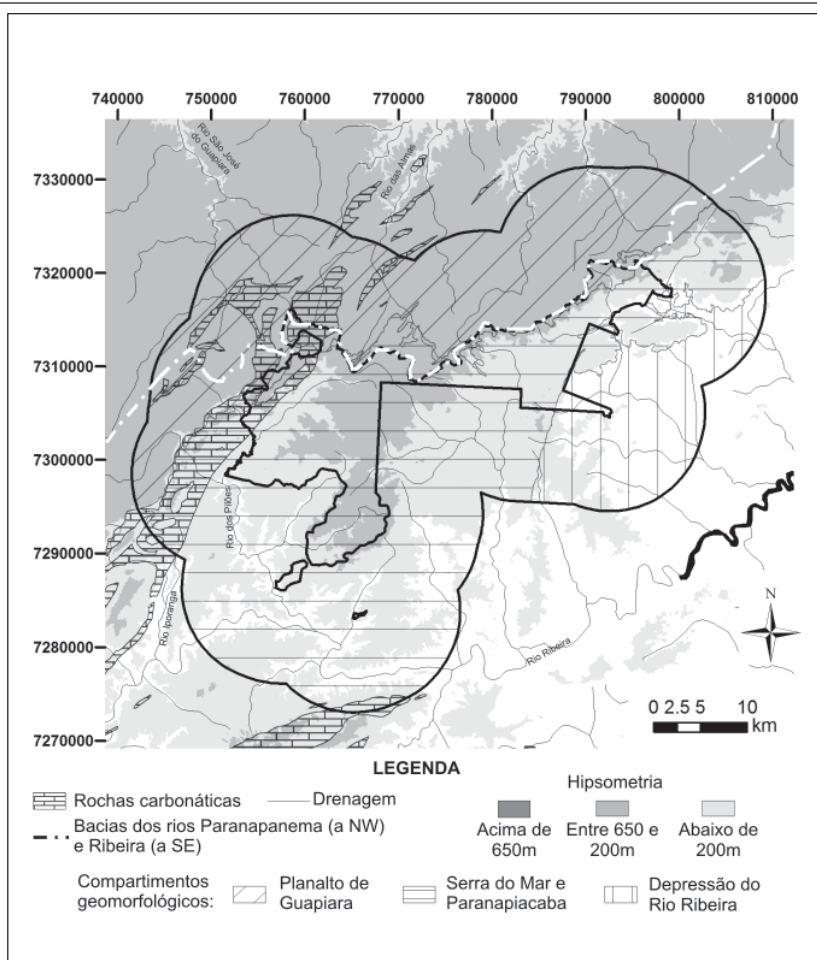 740000 750000 760000 770000 780000 790000 800000 810000
7330000
7320000
7310000
7300000
7290000
7280000
7270000
Rio São José
do Guapiara
Rio das Almas
Rio dos Pilões
Rio Iporanga
Rio Ribeira
N
0 2.5 5 10
km
LEGENDA
Rochas carbonáticas
Drenagem
Bacias dos rios Paranapanema (a NW)
e Ribeira (a SE)
Hipsometria
Acima de
650m
Entre 650 e
200m
Abaixo de
200m
Compartimentos
geomorfológicos:
Planalto de
Guapiara
Serra do Mar e
Paranapiacaba
Depressão do
Rio Ribeira